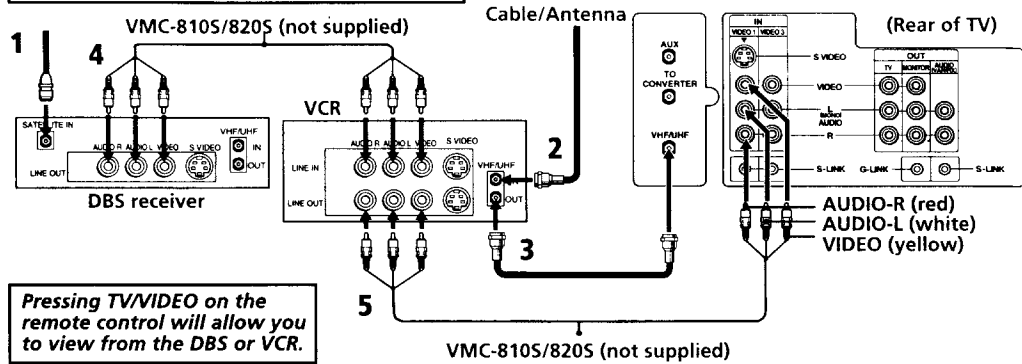 VMC-810S/820S (not supplied)
Cable/Antenna
(Rear of TV)
1
4
VCR
AUX
TO
CONVERTER
VHF/UHF
IN
VIDEO 1 VIDEO 3
S VIDEO
VIDEO
L
(MONO)
AUDIO
R
OUT
TV MONITOR AUDIO
S-LINK G-LINK S-LINK
SATELLITE IN
AUDIO R AUDIO L VIDEO S VIDEO
VHF/UHF
IN
OUT
LINE OUT
DBS receiver
AUDIO R AUDIO L VIDEO S VIDEO
LINE IN
VHF/UHF
IN
OUT
LINE OUT
2
3
5
AUDIO-R (red)
AUDIO-L (white)
VIDEO (yellow)
Pressing TV/VIDEO on the
remote control will allow you
to view from the DBS or VCR.
VMC-810S/820S (not supplied)